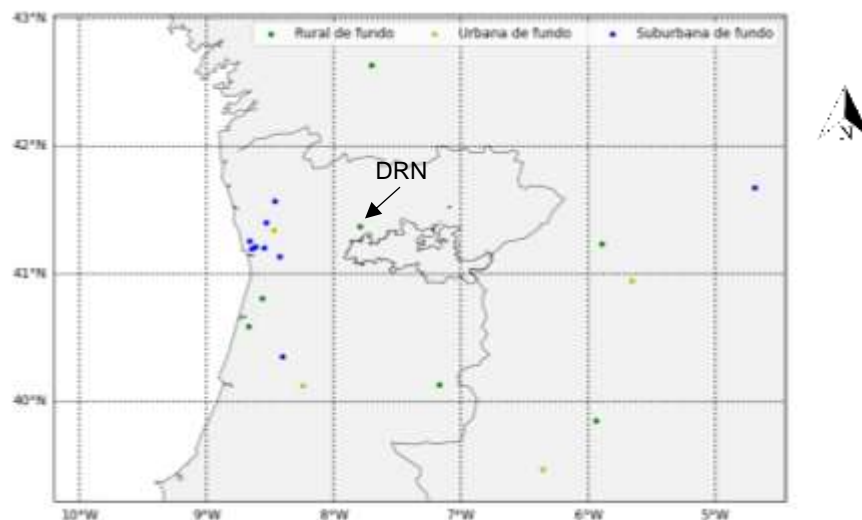 43°N
Rural de fundo Urbana de fundo Suburbana de fundo
N
42°N
DRN
41°N
40°N
10°W 9°W 8°W 7°W 6°W 5°W